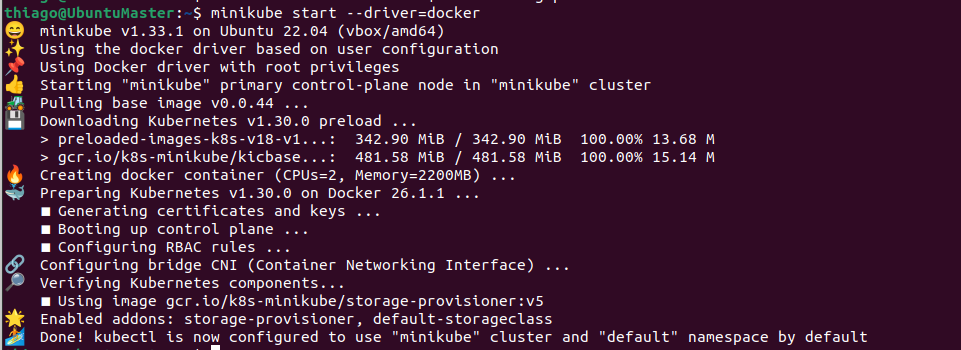 thiago@UbuntuMaster:~$ minikube start --driver=docker
minikube v1.33.1 on Ubuntu 22.04 (vbox/amd64)
Using the docker driver based on user configuration
Using Docker driver with root privileges
Starting "minikube" primary control-plane node in "minikube" cluster
Pulling base image v0.0.44 ...
Downloading Kubernetes v1.30.0 preload ...
> preloaded-images-k8s-v18-v1...: 342.90 MiB / 342.90 MiB 100.00% 13.68 M
> gcr.io/k8s-minikube/kicbase...: 481.58 MiB / 481.58 MiB 100.00% 15.14 M
Creating docker container (CPUs=2, Memory=2200MB) ...
Preparing Kubernetes v1.30.0 on Docker 26.1.1 ...
▪ Generating certificates and keys ...
▪ Booting up control plane ...
▪ Configuring RBAC rules ...
Configuring bridge CNI (Container Networking Interface) ...
Verifying Kubernetes components...
▪ Using image gcr.io/k8s-minikube/storage-provisioner:v5
Enabled addons: storage-provisioner, default-storageclass
Done! kubectl is now configured to use "minikube" cluster and "default" namespace by default